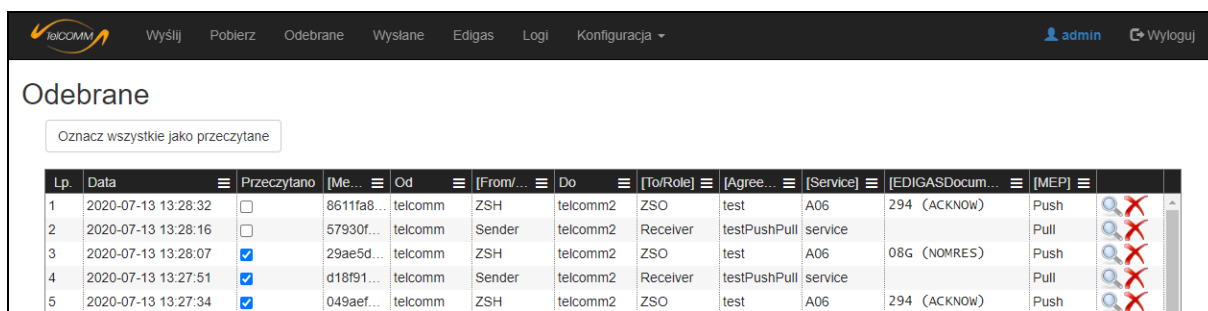 TelCOMM Wyślij Pobierz Odebrane Wysłane Edigas Logi Konfiguracja admin Wyloguj
Odebrane
Oznacz wszystkie jako przeczytane
Lp. Data Przeczytano [Me... Od [From/... Do [To/Role] [Agree... [Service] [EDIGASDocum... [MEP]
1 2020-07-13 13:28:32 8611fa8... telcomm ZSH telcomm2 ZSO test A06 294 (ACKNOW) Push
2 2020-07-13 13:28:16 57930f... telcomm Sender telcomm2 Receiver testPushPull service Pull
3 2020-07-13 13:28:07 29ae5d... telcomm ZSH telcomm2 ZSO test A06 08G (NOMRES) Push
4 2020-07-13 13:27:51 d18f91... telcomm Sender telcomm2 Receiver testPushPull service Pull
5 2020-07-13 13:27:34 049aef... telcomm ZSH telcomm2 ZSO test A06 294 (ACKNOW) Push